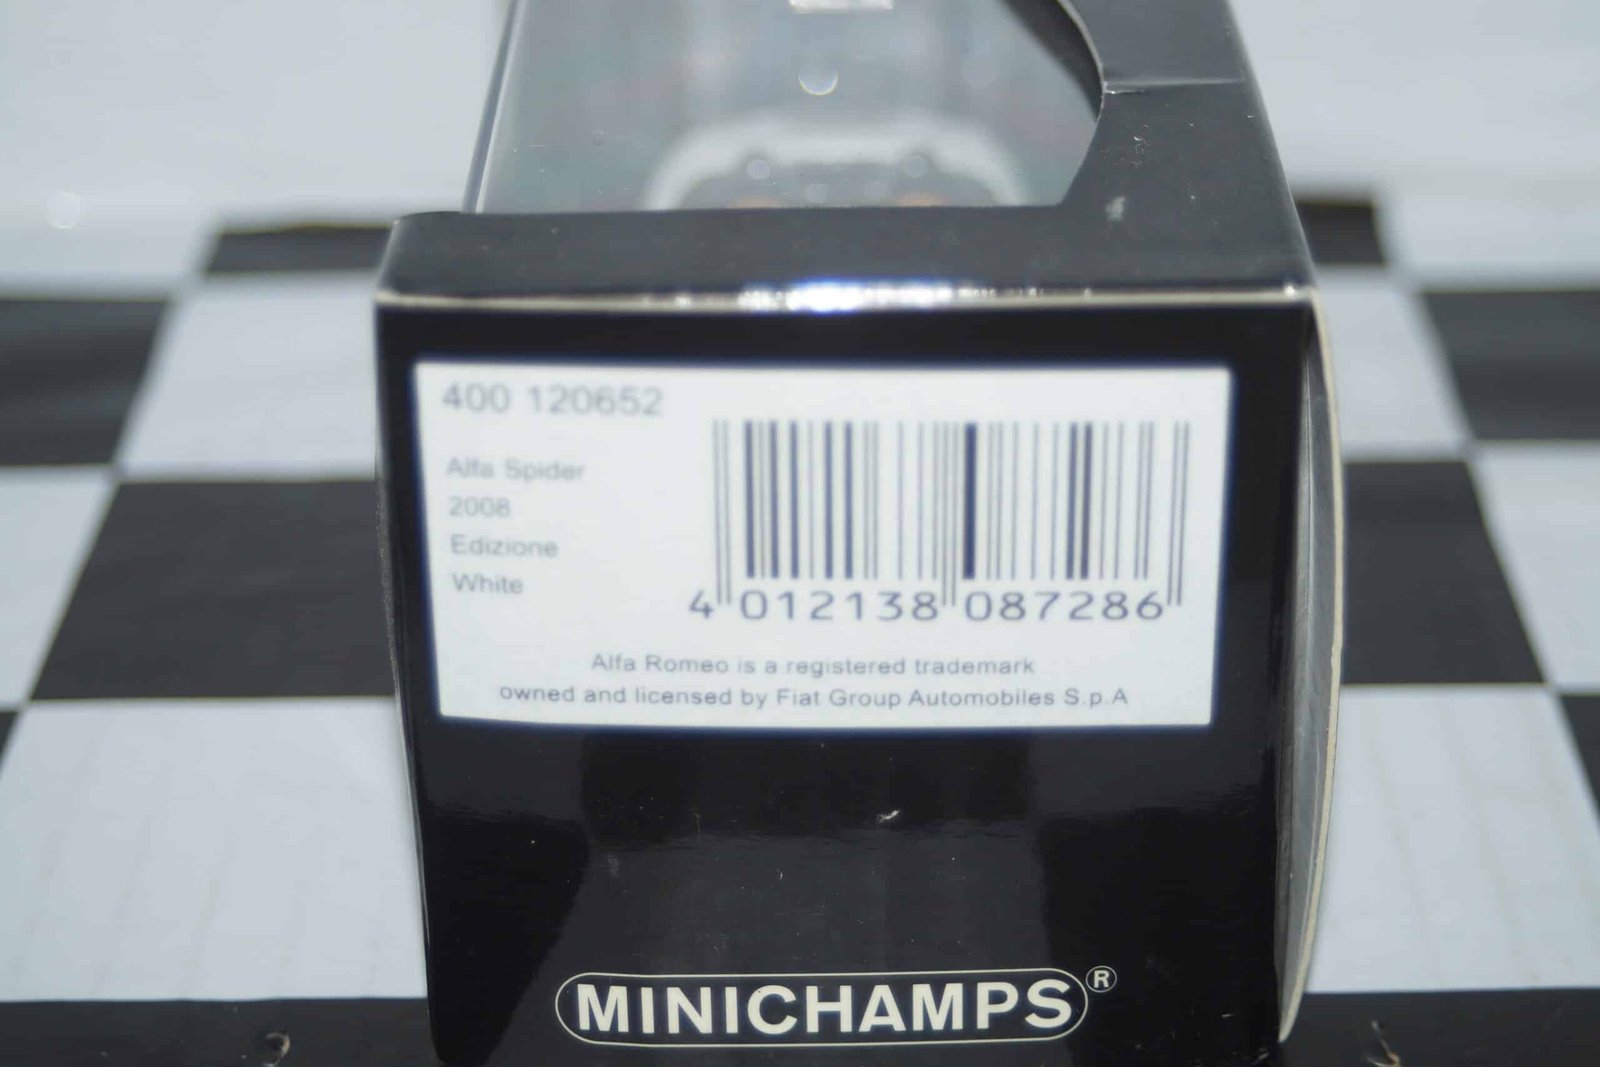 400 120652
Alfa Spider
2008
Edizione
White
4 012138 087286
Alfa Romeo is a registered trademark
owned and licensed by Fiat Group Automobiles S.p.A
MINICHAMPS®